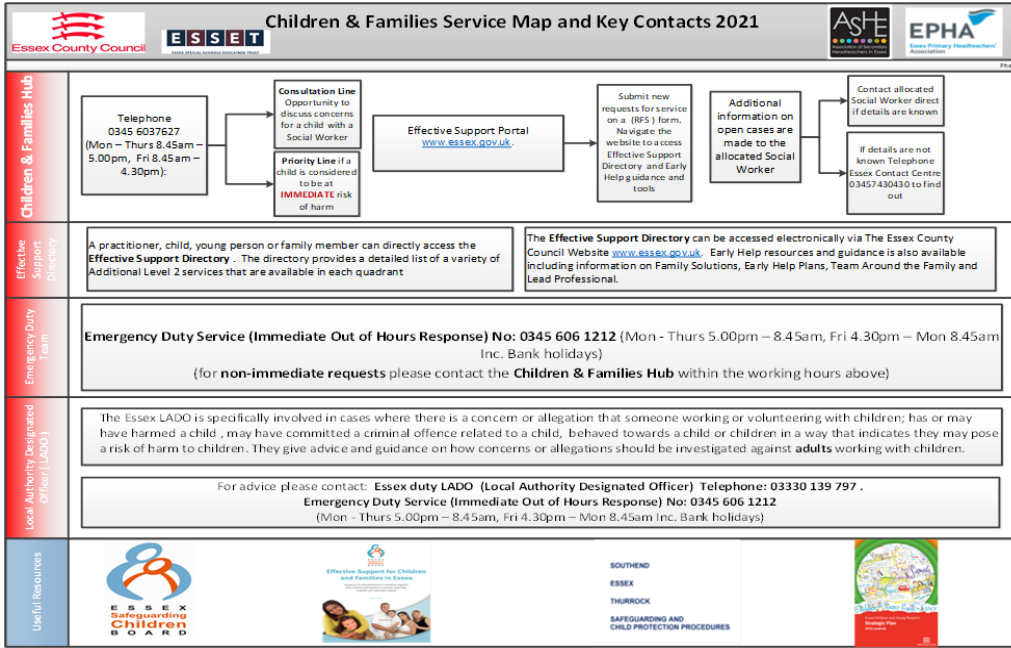 Children & Families Service Map and Key Contacts 2021
Essex County Council
ESSET
ESSEX SPECIAL SCHOOLS EDUCATION TRUST
ASHE
Association of Secondary
Headteachers in Essex
EPHA
Essex Primary Headteachers'
Association
Pha
Children & Families Hub
Telephone
0345 6037627
(Mon – Thurs 8.45am –
5.00pm, Fri 8.45am –
4.30pm):
Consultation Line
Opportunity to
discuss concerns
for a child with a
Social Worker
Priority Line if a
child is considered
to be at
IMMEDIATE risk
of harm
Effective Support Portal
www.essex.gov.uk .
Submit new
requests for service
on a (RFS ) form.
Navigate the
website to access
Effective Support
Directory and Early
Help guidance and
tools
Additional
information on
open cases are
made to the
allocated Social
Worker
Contact allocated
Social Worker direct
if details are known
If details are not
known Telephone
Essex Contact Centre
03457430430 to find
out
Effective
Support
Directory
A practitioner, child, young person or family member can directly access the
Effective Support Directory . The directory provides a detailed list of a variety of
Additional Level 2 services that are available in each quadrant
The Effective Support Directory can be accessed electronically via The Essex County
Council Website www.essex.gov.uk. Early Help resources and guidance is also available
including information on Family Solutions, Early Help Plans, Team Around the Family and
Lead Professional.
Emergency Duty
Team
Emergency Duty Service (Immediate Out of Hours Response) No: 0345 606 1212 (Mon - Thurs 5.00pm – 8.45am, Fri 4.30pm – Mon 8.45am
Inc. Bank holidays)
(for non-immediate requests please contact the Children & Families Hub within the working hours above)
Local Authority Designated
Officer ( LADO )
The Essex LADO is specifically involved in cases where there is a concern or allegation that someone working or volunteering with children; has or may
have harmed a child , may have committed a criminal offence related to a child, behaved towards a child or children in a way that indicates they may pose
a risk of harm to children. They give advice and guidance on how concerns or allegations should be investigated against adults working with children.
For advice please contact: Essex duty LADO (Local Authority Designated Officer) Telephone: 03330 139 797 .
Emergency Duty Service (Immediate Out of Hours Response) No: 0345 606 1212
(Mon - Thurs 5.00pm – 8.45am, Fri 4.30pm – Mon 8.45am Inc. Bank holidays)
Useful Resources
ESSEX
Safeguarding
Children
BOARD
Effective Support for Children
and Families in Essex
SOUTHEND
ESSEX
THURROCK
SAFEGUARDING AND
CHILD PROTECTION PROCEDURES
Essex Children and Young People's
Strategic Plan